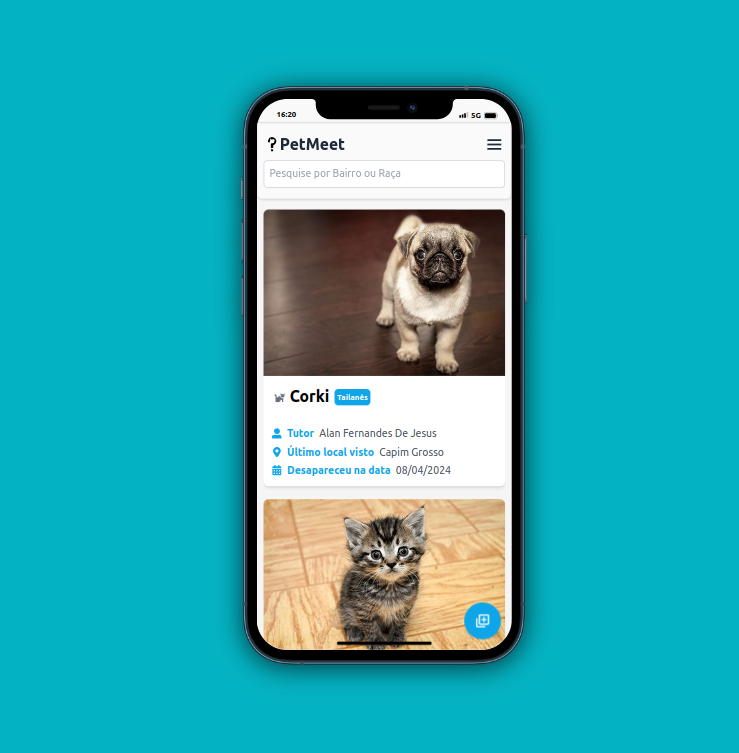 16:20
5G
PetMeet
Pesquise por Bairro ou Raça
Corki Tailanês
Tutor Alan Fernandes De Jesus
Último local visto Capim Grosso
Desapareceu na data 08/04/2024